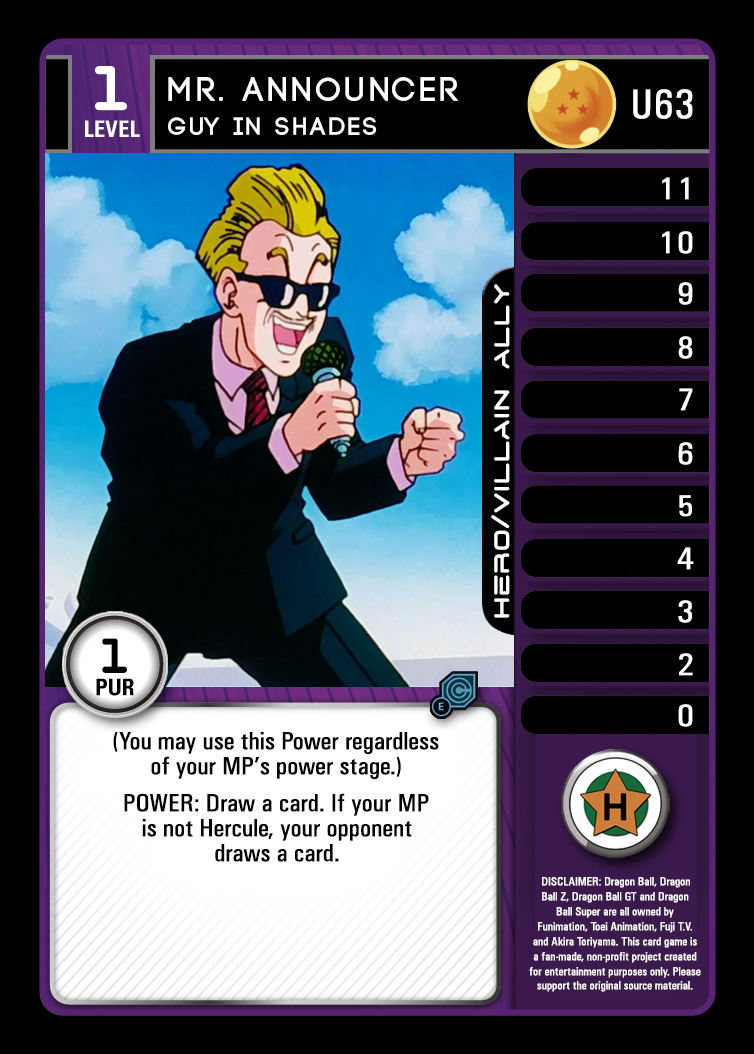 1
LEVEL
MR. ANNOUNCER
GUY IN SHADES
U63
11
10
9
8
7
6
5
4
3
2
0
HERO/VILLAIN ALLY
1
PUR
E
(You may use this Power regardless
of your MP's power stage.)
POWER: Draw a card. If your MP
is not Hercule, your opponent
draws a card.
H
DISCLAIMER: Dragon Ball, Dragon
Ball Z, Dragon Ball GT and Dragon
Ball Super are all owned by
Funimation, Toei Animation, Fuji T.V.
and Akira Toriyama. This card game is
a fan-made, non-profit project created
for entertainment purposes only. Please
support the original source material.